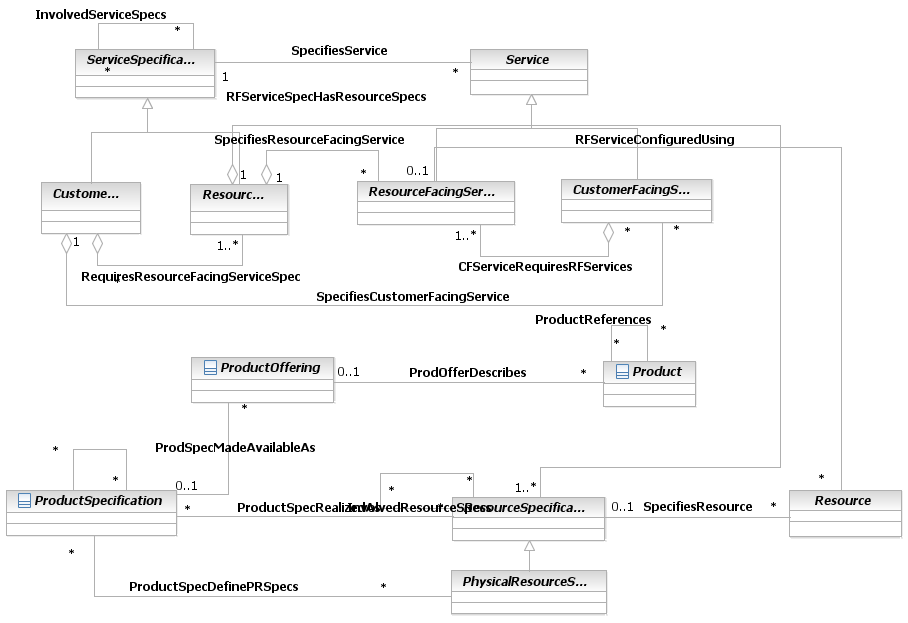 InvolvedServiceSpecs
*
ServiceSpecifica...
*
1
SpecifiesService
*
Service
RFServiceSpecHasResourceSpecs
SpecifiesResourceFacingService
RFServiceConfiguredUsing
Custome...
1
Resourc...
1
1
*
0..1
ResourceFacingSer...
CustomerFacingS...
1..*
1..*
*
*
RequiresResourceFacingServiceSpec
*
CFServiceRequiresRFServices
SpecifiesCustomerFacingService
ProductReferences
*
*
ProductOffering
0..1
ProdOfferDescribes
*
Product
*
ProdSpecMadeAvailableAs
*
*
0..1
ProductSpecification
*
ProductSpecRealizedAs
*
InvolvedResourceSpecs
*
*
1..*
ResourceSpecifica...
0..1
SpecifiesResource
*
*
Resource
*
ProductSpecDefinePRSpecs
*
PhysicalResourceS...